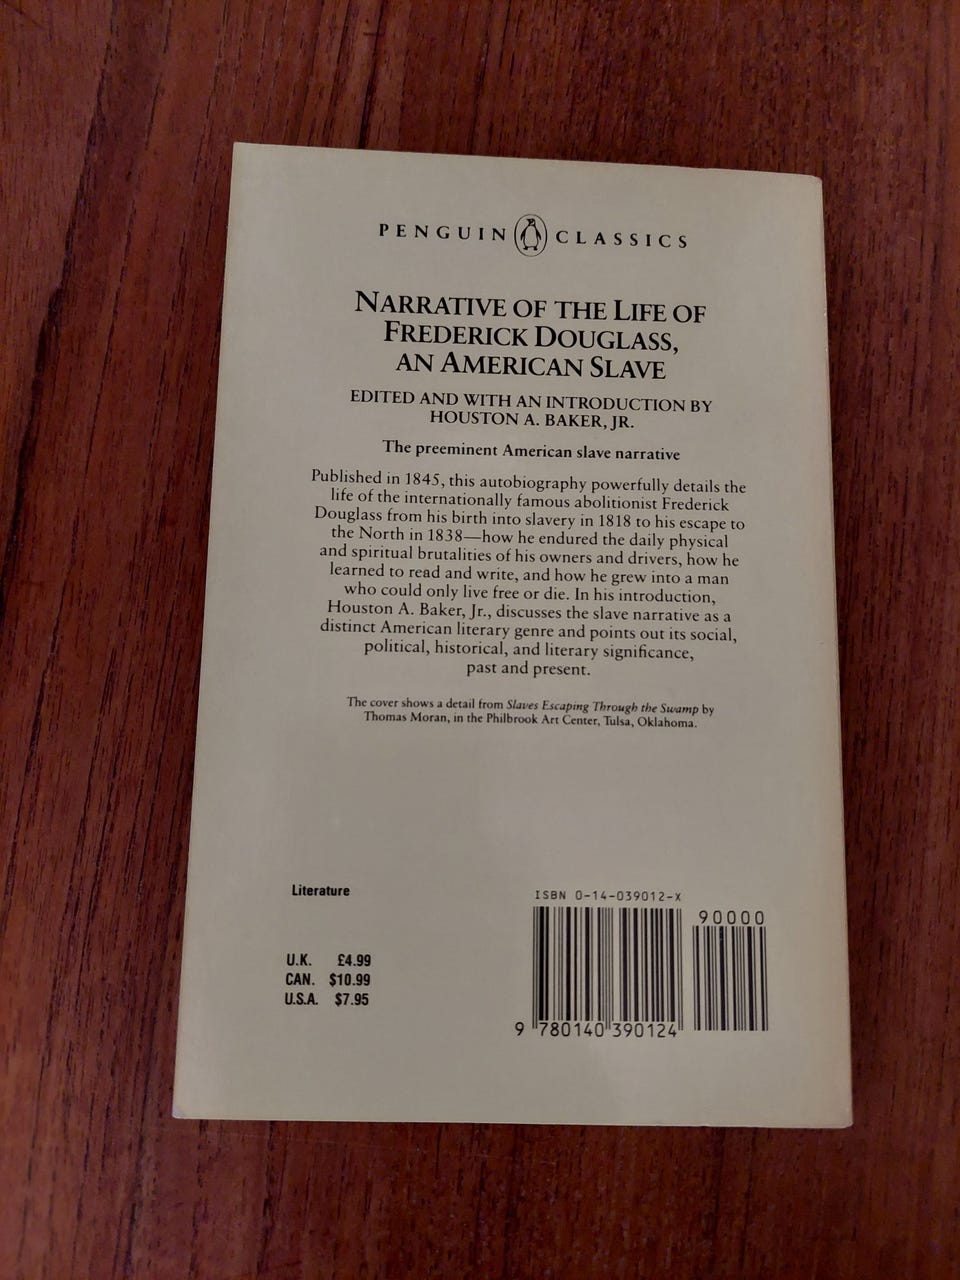 PENGUIN CLASSICS
NARRATIVE OF THE LIFE OF
FREDERICK DOUGLASS,
AN AMERICAN SLAVE
EDITED AND WITH AN INTRODUCTION BY
HOUSTON A. BAKER, JR.
The preeminent American slave narrative
Published in 1845, this autobiography powerfully details the
life of the internationally famous abolitionist Frederick
Douglass from his birth into slavery in 1818 to his escape to
the North in 1838—how he endured the daily physical
and spiritual brutalities of his owners and drivers, how he
learned to read and write, and how he grew into a man
who could only live free or die. In his introduction,
Houston A. Baker, Jr., discusses the slave narrative as a
distinct American literary genre and points out its social,
political, historical, and literary significance,
past and present.
The cover shows a detail from Slaves Escaping Through the Swamp by
Thomas Moran, in the Philbrook Art Center, Tulsa, Oklahoma.
Literature
U.K. £4.99
CAN. $10.99
U.S.A. $7.95
ISBN 0-14-039012-X
90000
9 780140 390124